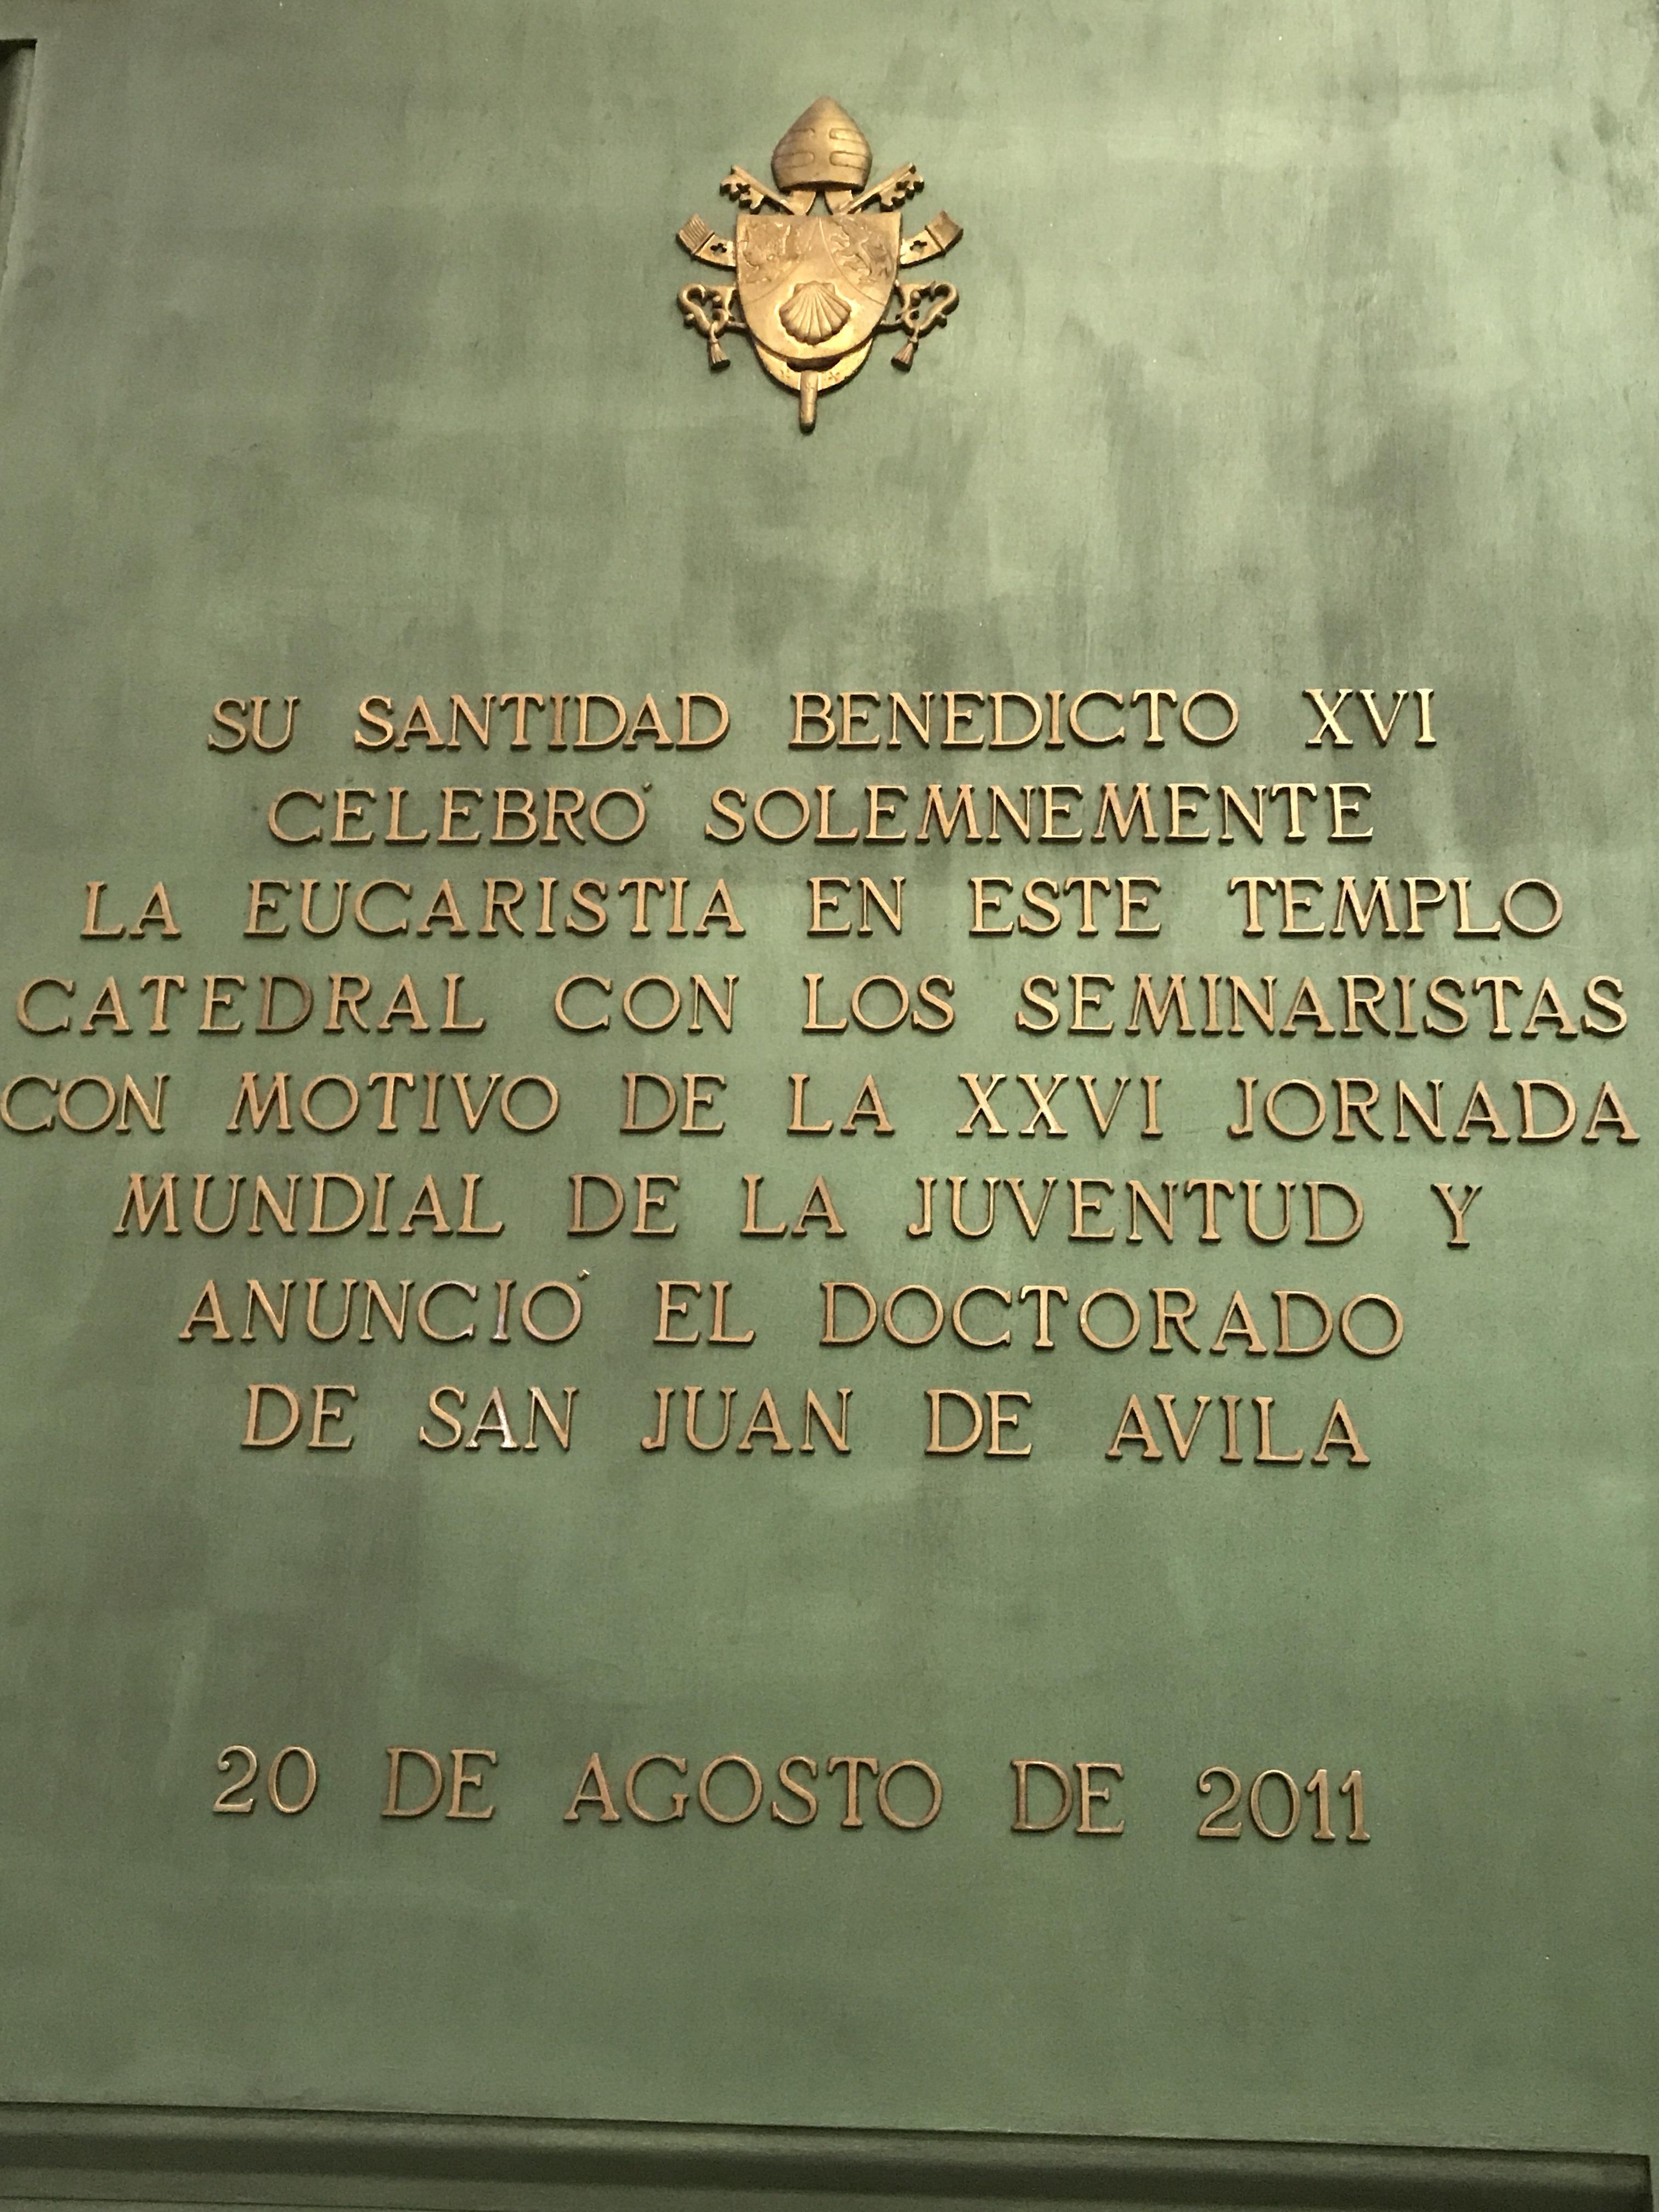 SU SANTIDAD BENEDICTO XVI
CELEBRÓ SOLEMNEMENTE
LA EUCARISTIA EN ESTE TEMPLO
CATEDRAL CON LOS SEMINARISTAS
CON MOTIVO DE LA XXVI JORNADA
MUNDIAL DE LA JUVENTUD Y
ANUNCIÓ EL DOCTORADO
DE SAN JUAN DE AVILA
20 DE AGOSTO DE 2011